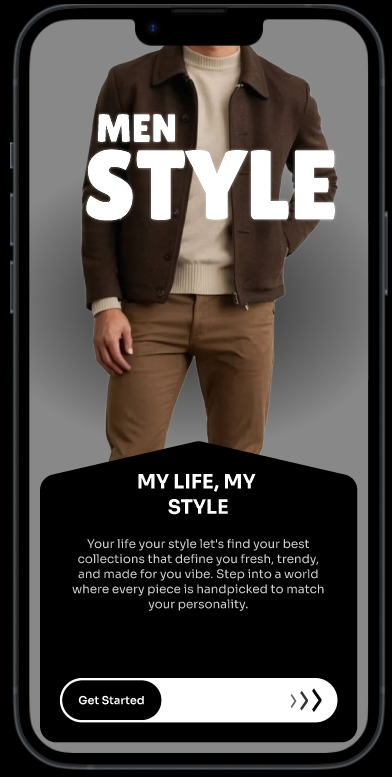 MEN
STYLE
MY LIFE, MY
STYLE
Your life your style let's find your best
collections that define you fresh, trendy,
and made for you vibe. Step into a world
where every piece is handpicked to match
your personality.
Get Started